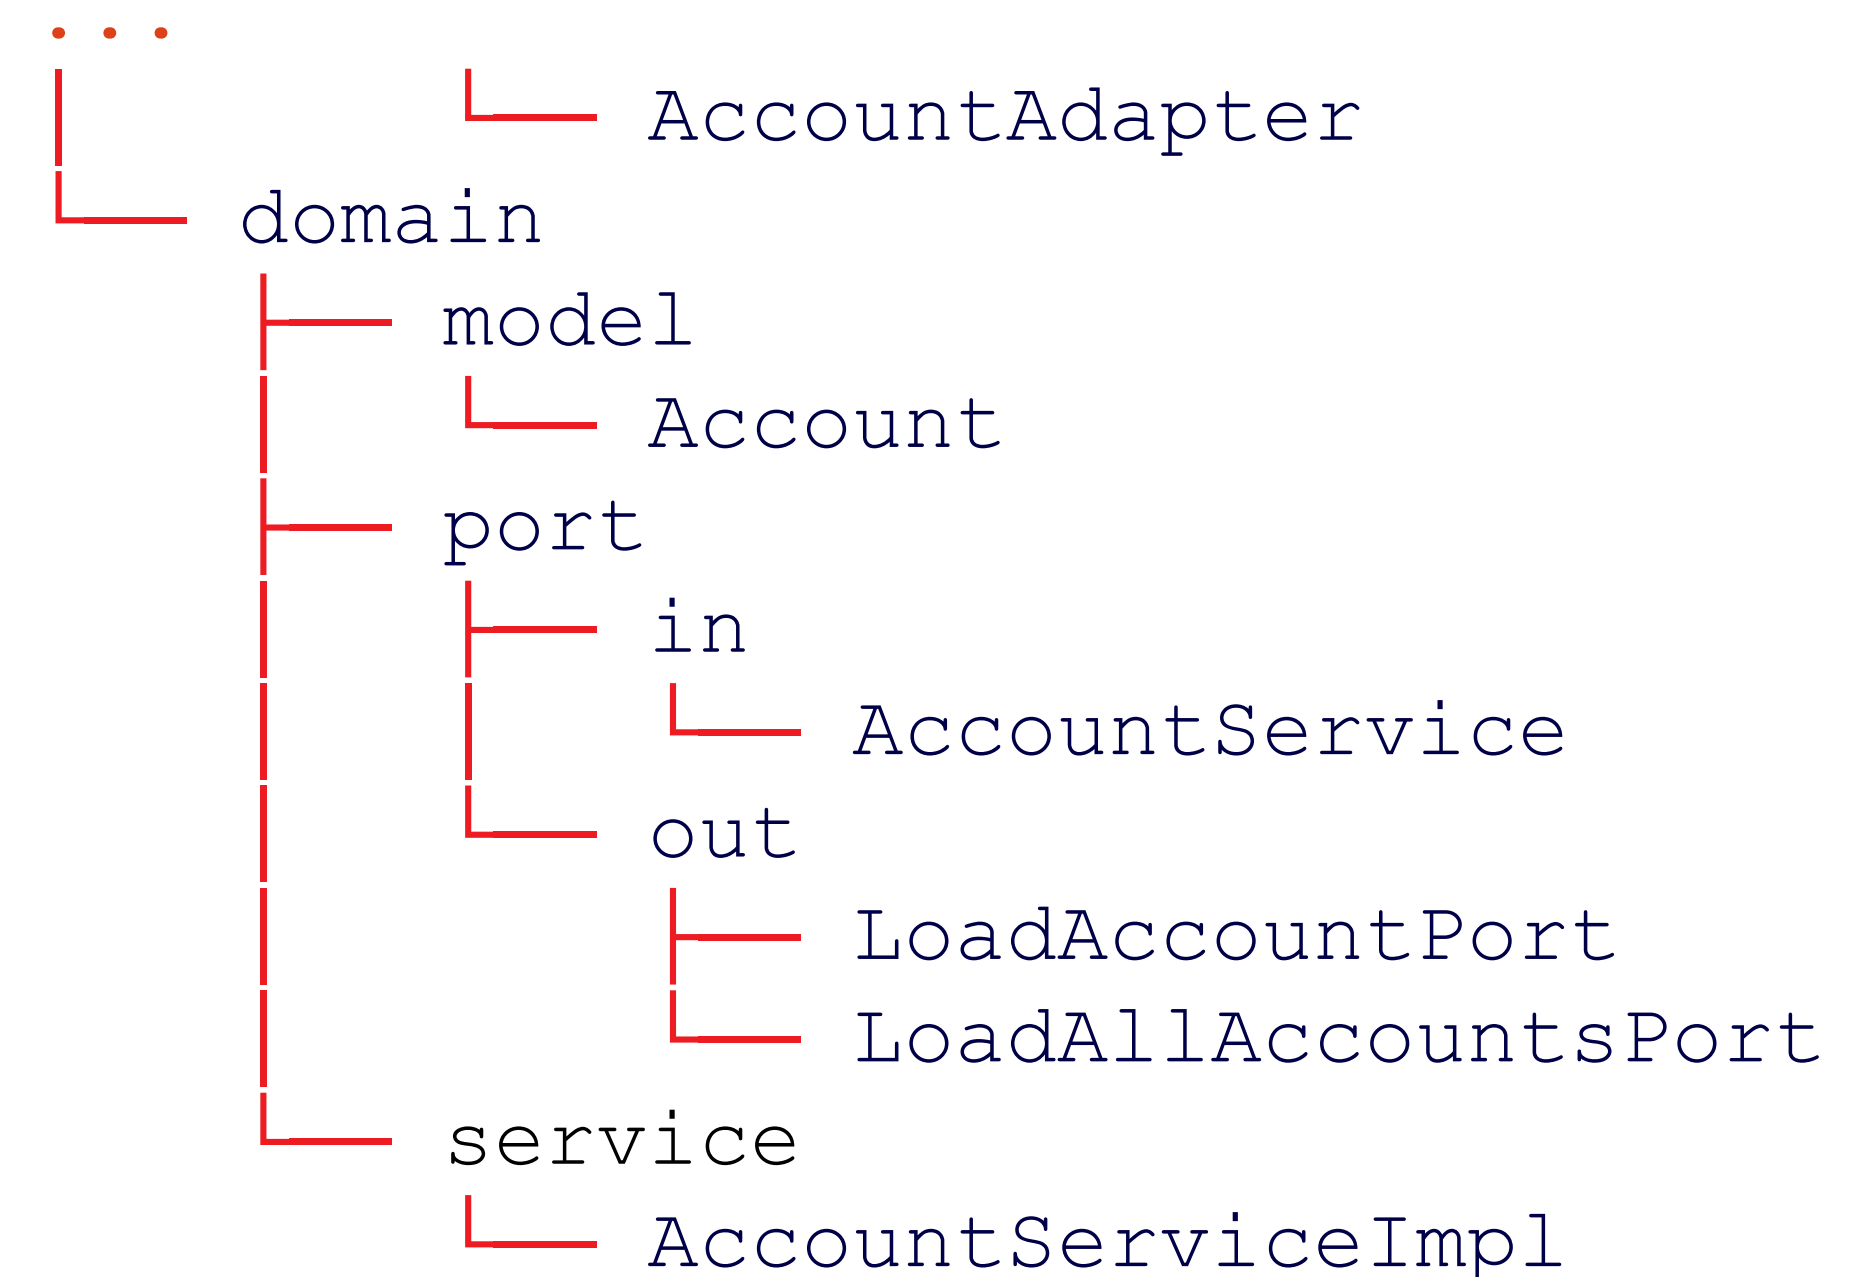 ...
AccountAdapter
domain
model
Account
port
in
AccountService
out
LoadAccountPort
LoadAllAccountsPort
service
AccountServiceImpl